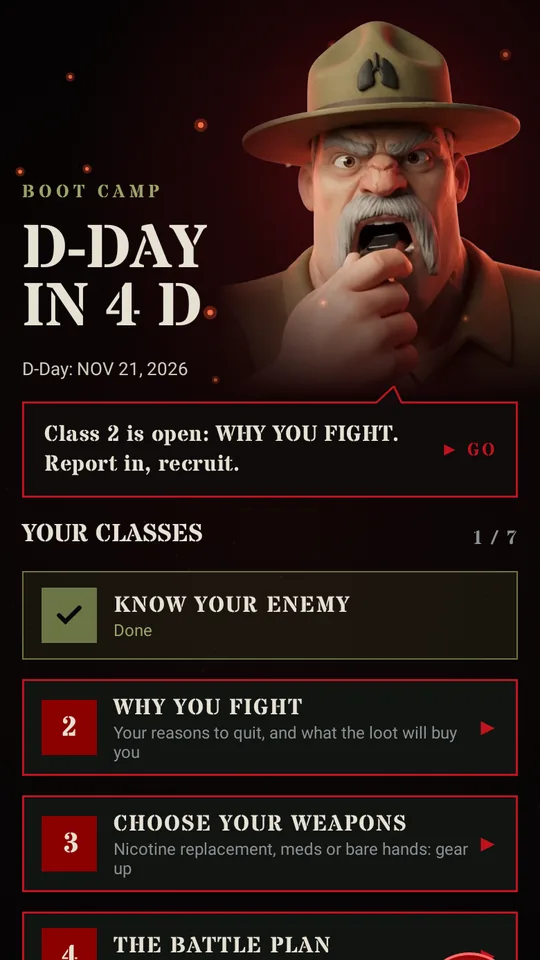 BOOT CAMP
D-DAY
IN 4 D
D-Day: NOV 21, 2026
Class 2 is open: WHY YOU FIGHT.
Report in, recruit.
► GO
YOUR CLASSES
1 / 7
KNOW YOUR ENEMY
Done
2
WHY YOU FIGHT
Your reasons to quit, and what the loot will buy
you
3
CHOOSE YOUR WEAPONS
Nicotine replacement, meds or bare hands: gear
up
4
THE BATTLE PLAN